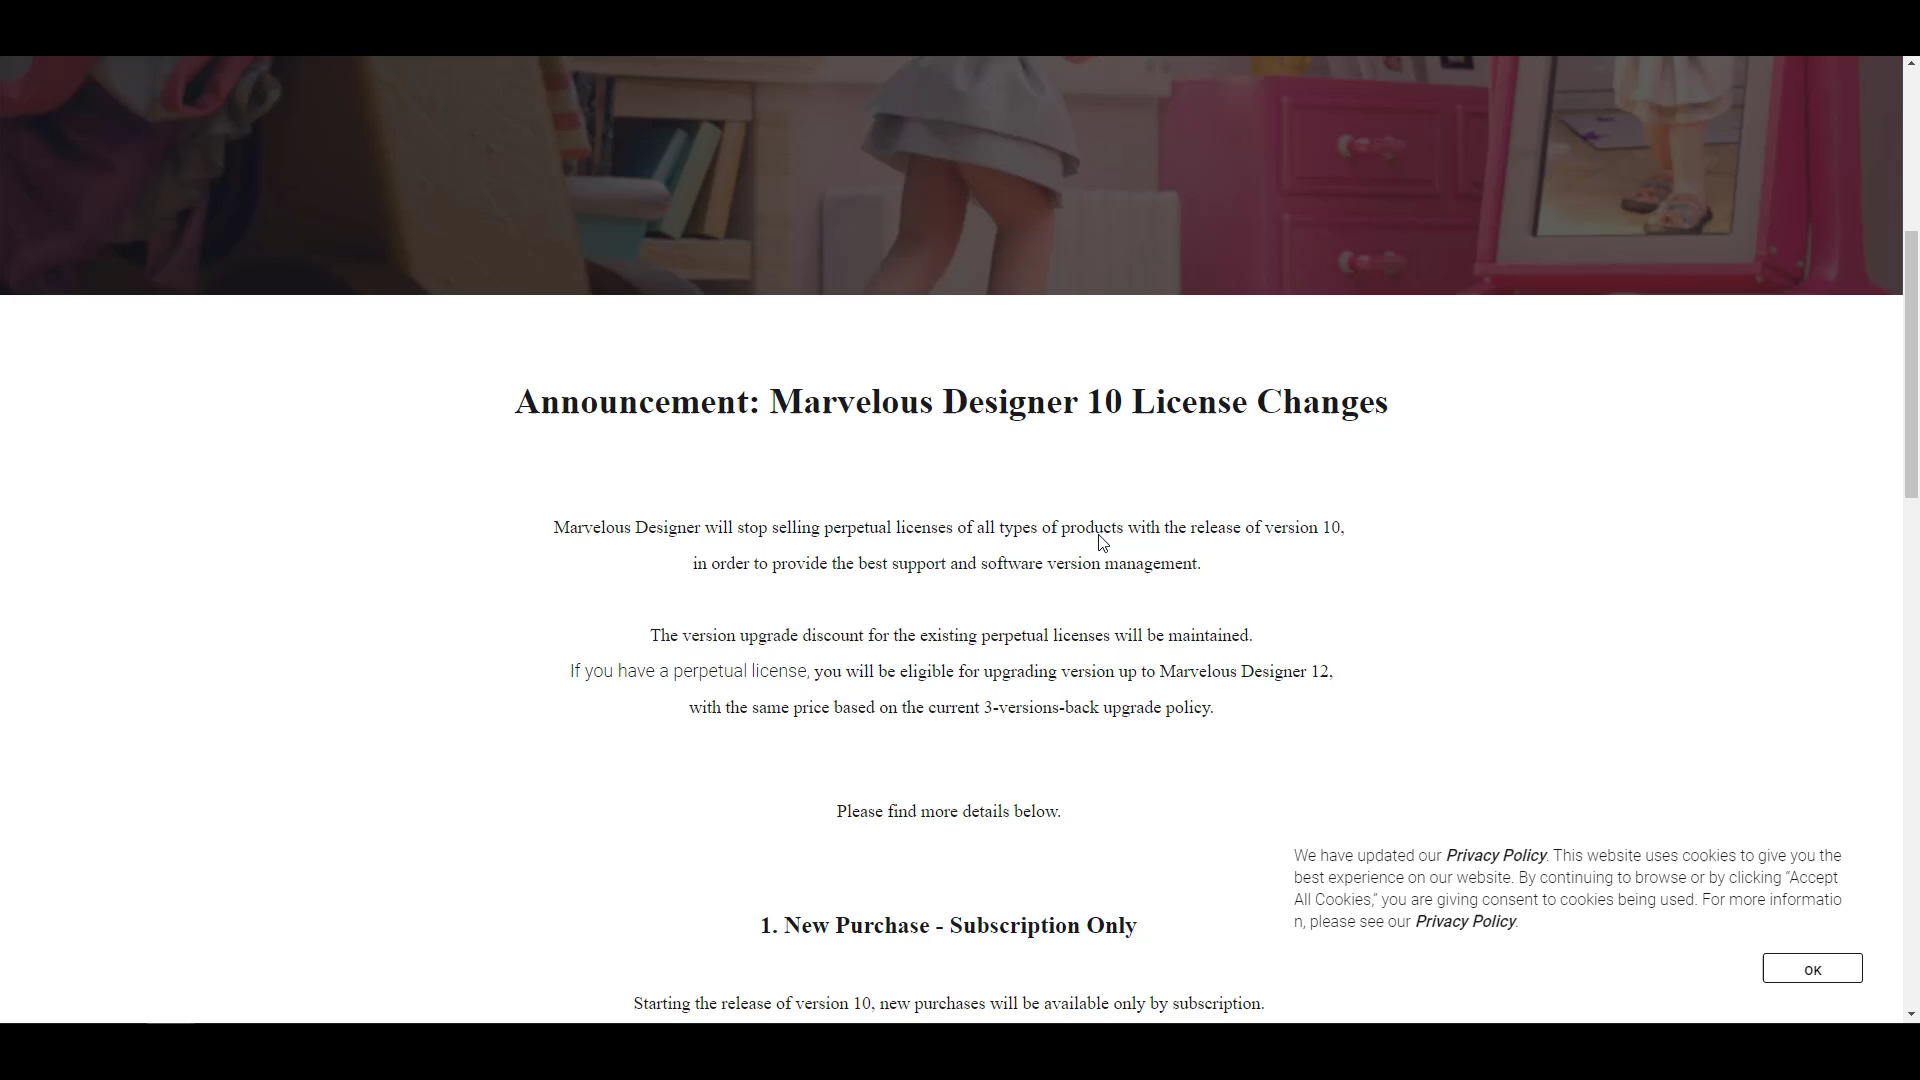 Announcement: Marvelous Designer 10 License Changes
Marvelous Designer will stop selling perpetual licenses of all types of products with the release of version 10,
in order to provide the best support and software version management.
The version upgrade discount for the existing perpetual licenses will be maintained.
If you have a perpetual license, you will be eligible for upgrading version up to Marvelous Designer 12,
with the same price based on the current 3-versions-back upgrade policy.
Please find more details below.
1. New Purchase - Subscription Only
Starting the release of version 10, new purchases will be available only by subscription.
We have updated our Privacy Policy. This website uses cookies to give you the
best experience on our website. By continuing to browse or by clicking “Accept
All Cookies,” you are giving consent to cookies being used. For more informatio
n, please see our Privacy Policy.
OK